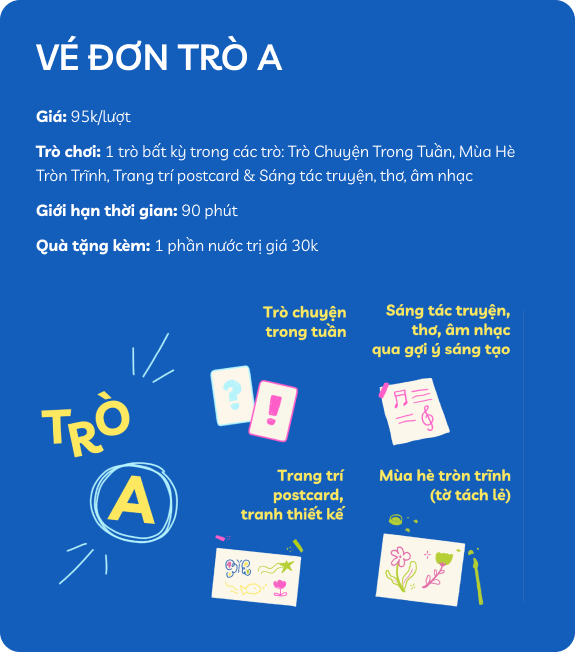 VÉ ĐƠN TRÒ A
Giá: 95k/lượt
Trò chơi: 1 trò bất kỳ trong các trò: Trò Chuyện Trong Tuần, Mùa Hè
Tròn Trĩnh, Trang trí postcard & Sáng tác truyện, thơ, âm nhạc
Giới hạn thời gian: 90 phút
Quà tặng kèm: 1 phần nước trị giá 30k
Trò chuyện
trong tuần
Sáng tác truyện,
thơ, âm nhạc
qua gợi ý sáng tạo
? !
TRÒ
A
Trang trí
postcard,
tranh thiết kế
Mùa hè tròn trĩnh
(tờ tách lẻ)